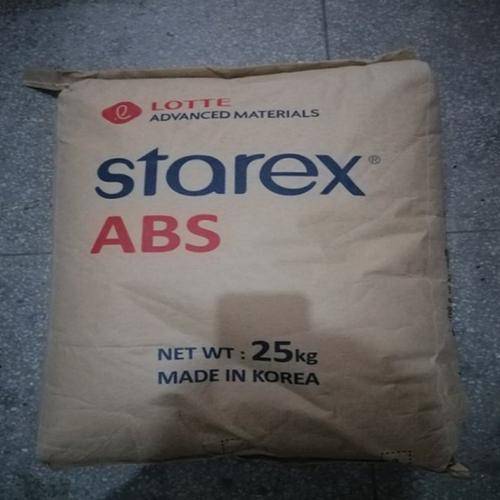 LOTTE
ADVANCED MATERIALS
starex®
ABS
NET WT : 25kg
MADE IN KOREA